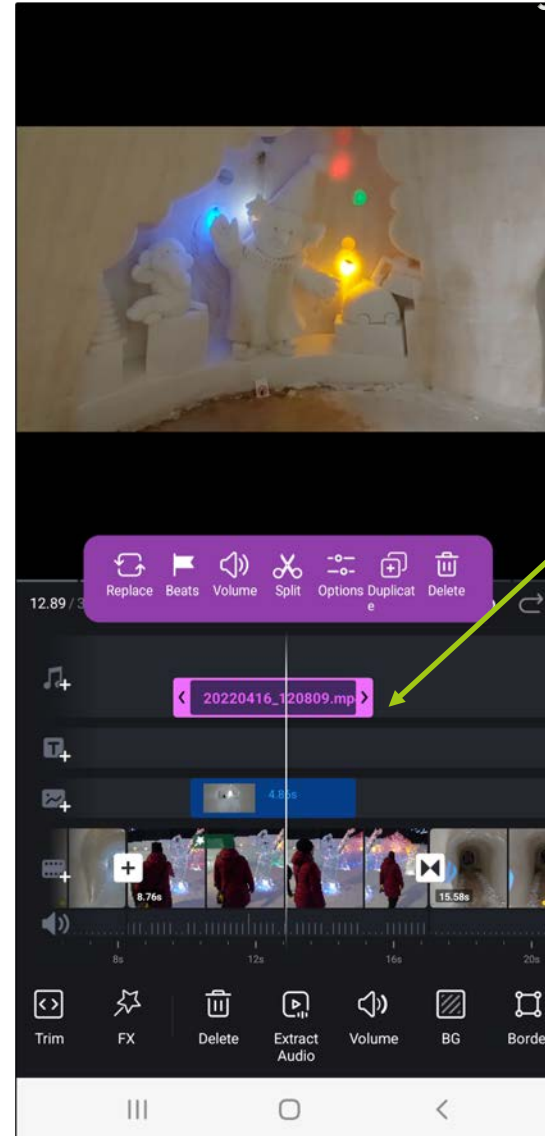 Replace Beats Volume Split Options Duplicat Delete
e
12.89 / 3
20220416_120809.mp
4.86s
8.76s
15.58s
8s 12s 16s 20s
Trim FX Delete Extract Volume BG Borde
Audio